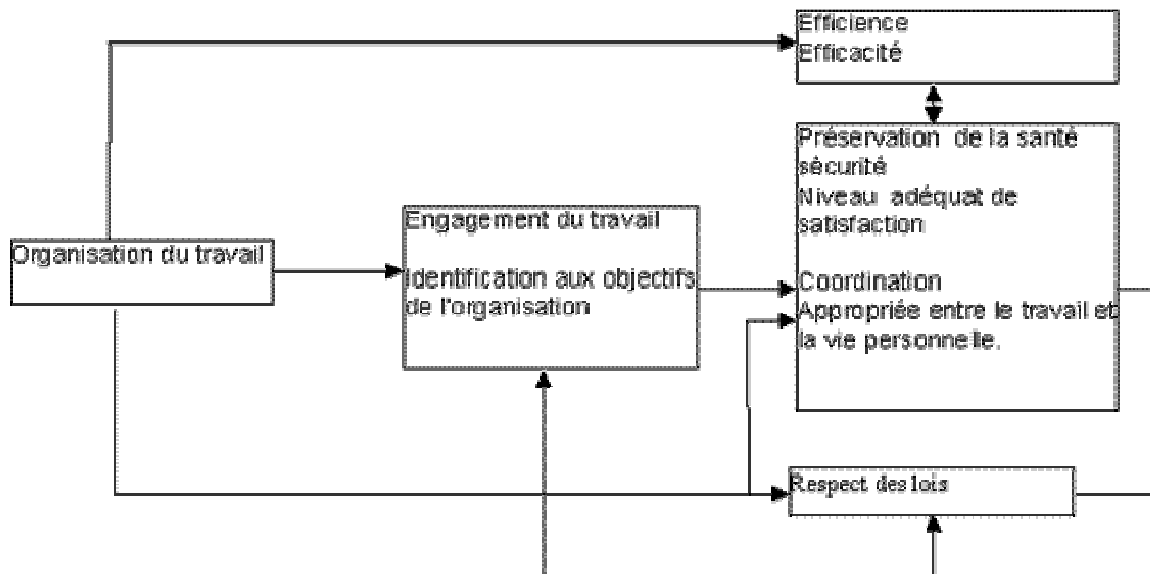 Efficience
Efficacité
Préservation de la santé
sécurité
Niveau adéquat de
satisfaction
Coordination
Appropriée entre le travail et
la vie personnelle.
Engagement du travail
Identification aux objectifs
de l'organisation
Organisation du travail
Respect des lois